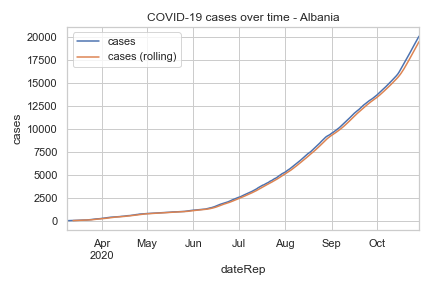 COVID-19 cases over time - Albania
cases
cases (rolling)
20000
17500
15000
12500
10000
7500
5000
2500
0
cases
Apr
2020
May
Jun
Jul
Aug
Sep
Oct
dateRep